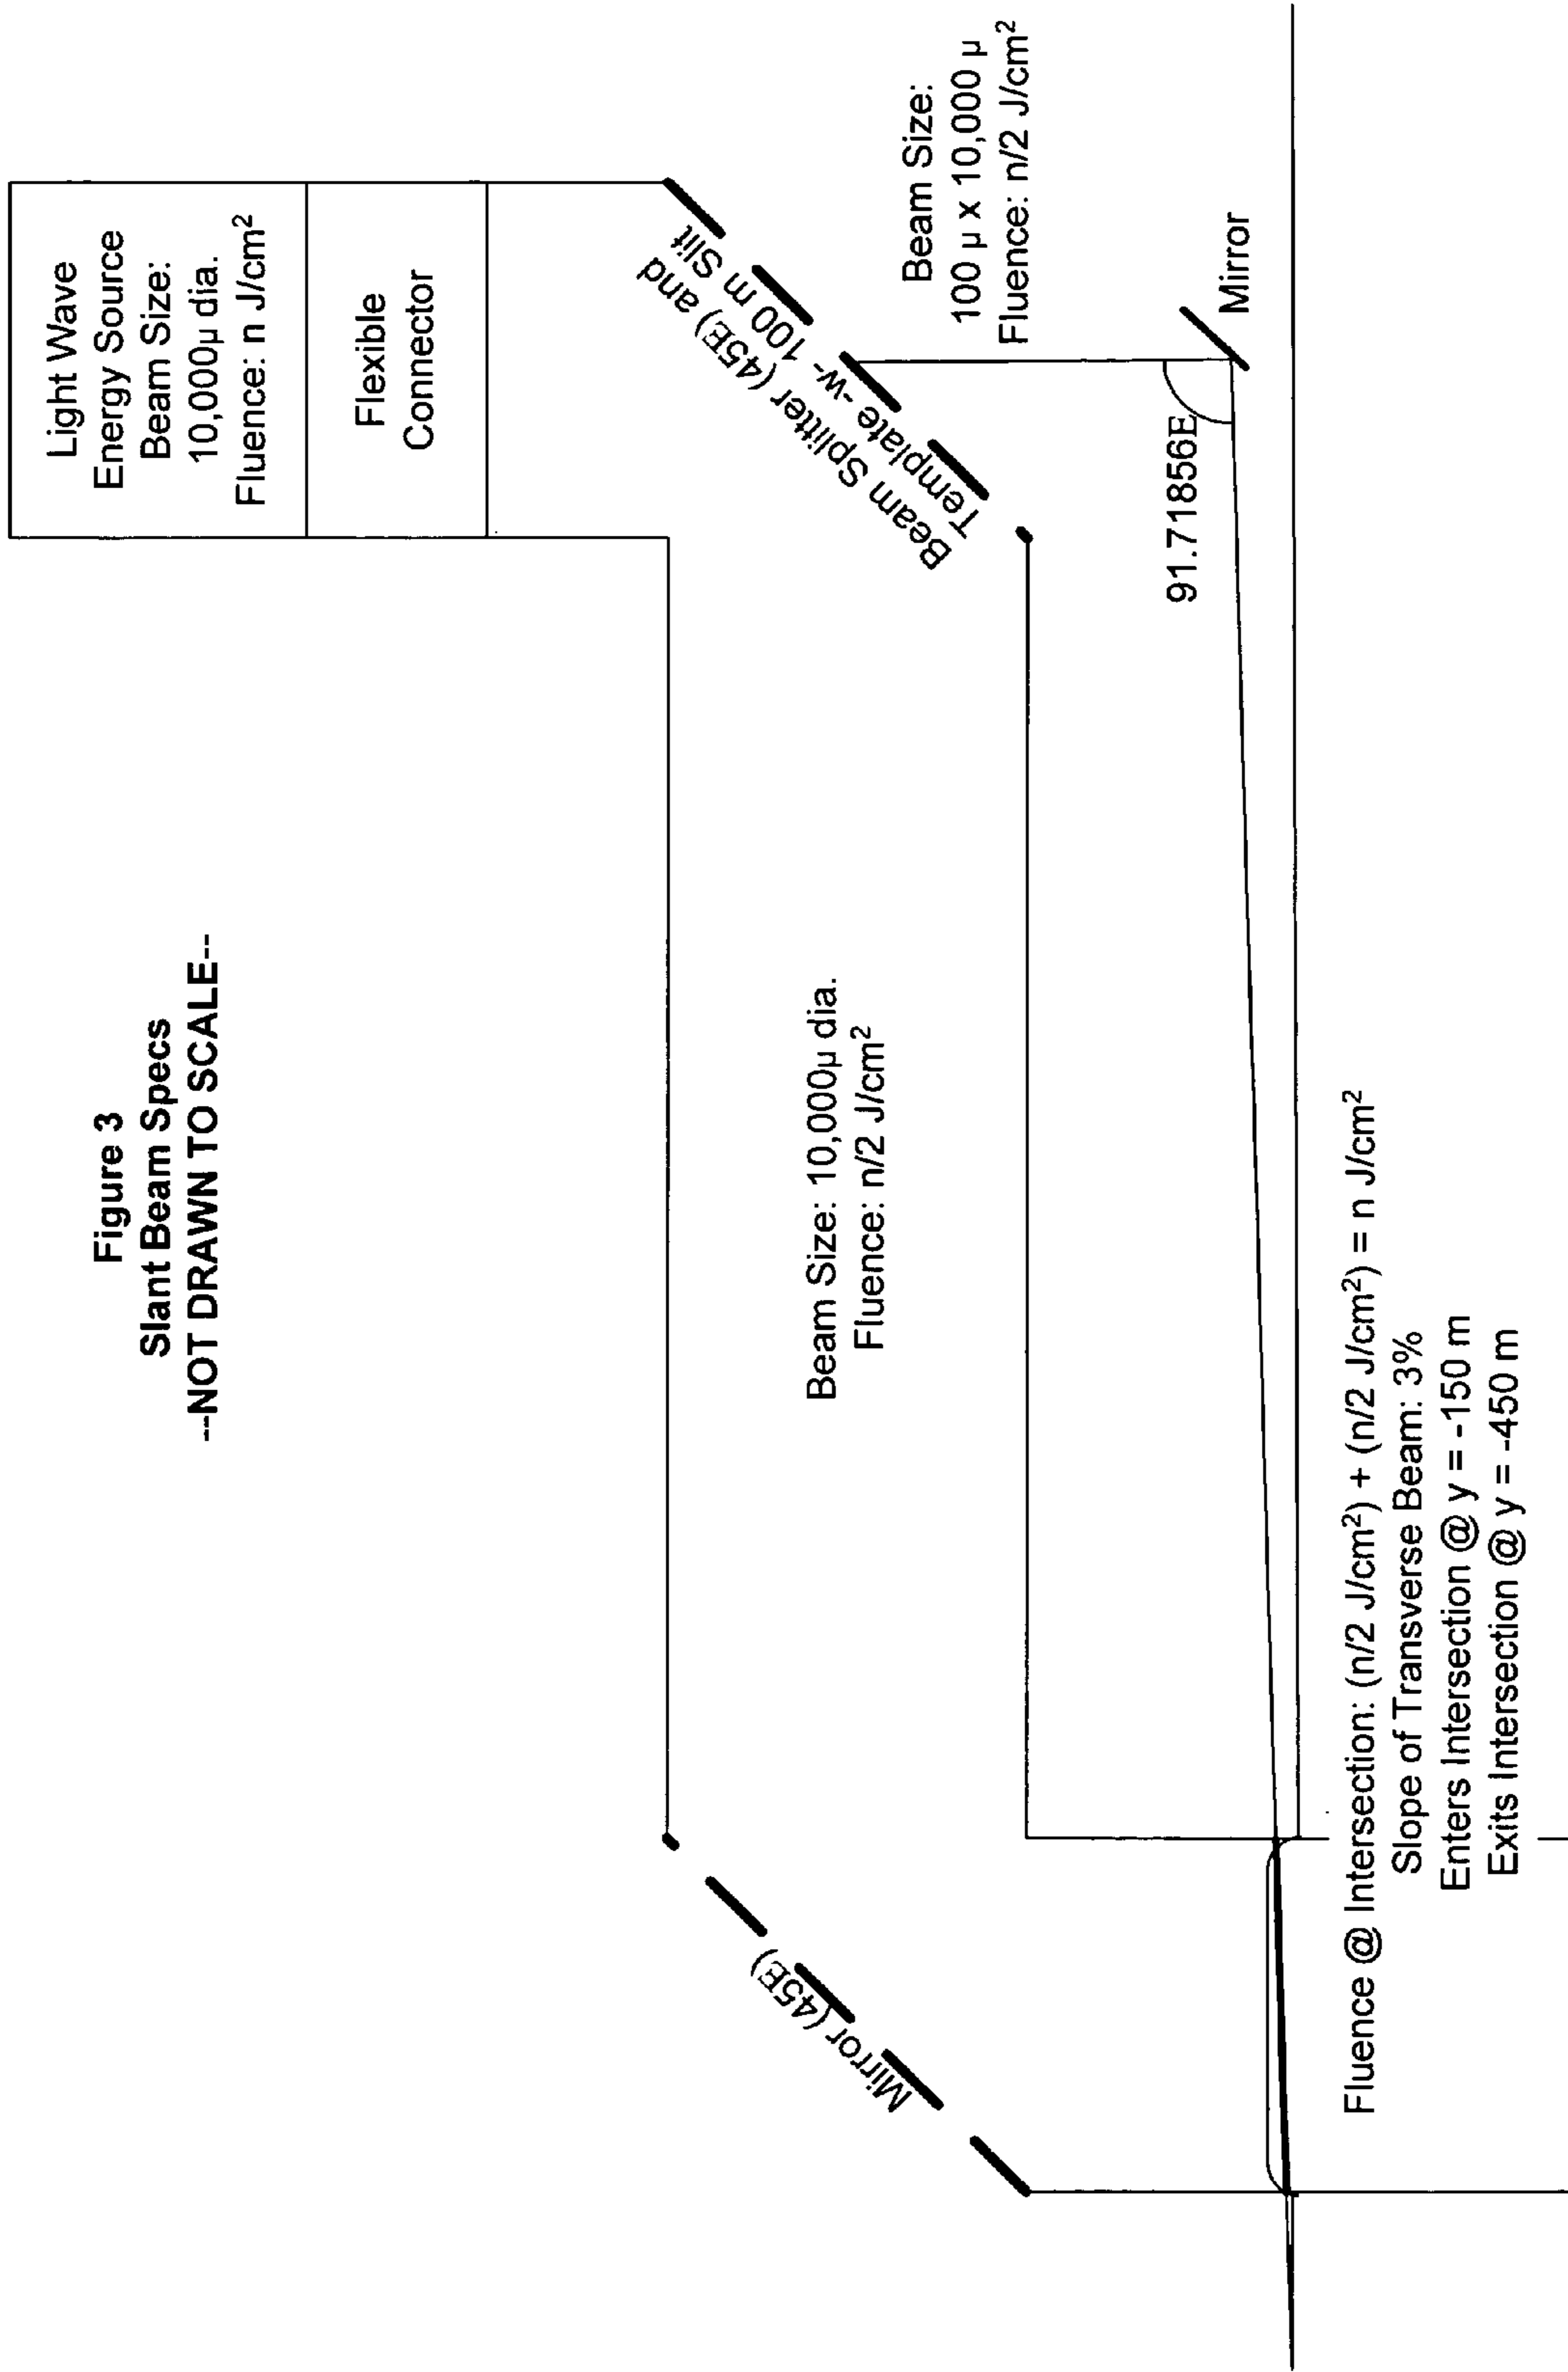 Figure 3
Slant Beam Specs
--NOT DRAWN TO SCALE--
Light Wave
Energy Source
Beam Size:
10,000μ dia.
Fluence: n J/cm²
Flexible
Connector
Mirror (45E)
Beam Splitter (45E) and
Template -w- 100 m Slit
Beam Size: 10,000μ dia.
Fluence: n/2 J/cm²
Beam Size:
100 μ x 10,000 μ
Fluence: n/2 J/cm²
91.71856E
Mirror
Fluence @ Intersection: (n/2 J/cm²) + (n/2 J/cm²) = n J/cm²
Slope of Transverse Beam: 3%
Enters Intersection @ y = -150 m
Exits Intersection @ y = -450 m